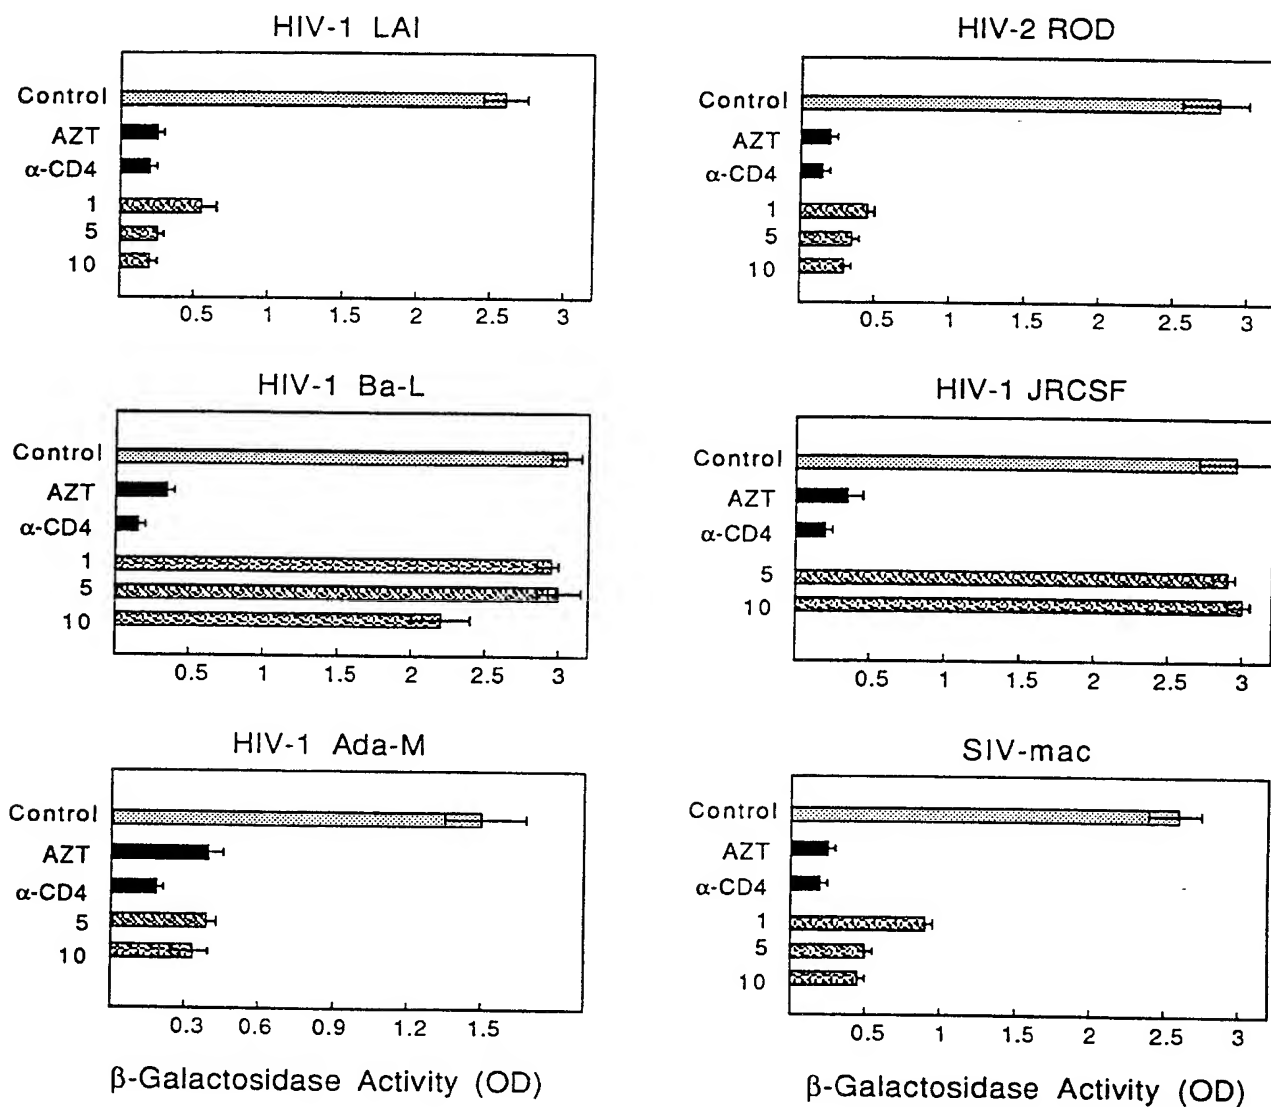 HIV-1 LAI
Control
AZT
α-CD4
1
5
10
0.5 1 1.5 2 2.5 3
HIV-2 ROD
Control
AZT
α-CD4
1
5
10
0.5 1 1.5 2 2.5 3
HIV-1 Ba-L
Control
AZT
α-CD4
1
5
10
0.5 1 1.5 2 2.5 3
HIV-1 JRCSF
Control
AZT
α-CD4
5
10
0.5 1 1.5 2 2.5 3
HIV-1 Ada-M
Control
AZT
α-CD4
5
10
0.3 0.6 0.9 1.2 1.5
β-Galactosidase Activity (OD)
SIV-mac
Control
AZT
α-CD4
1
5
10
0.5 1 1.5 2 2.5 3
β-Galactosidase Activity (OD)